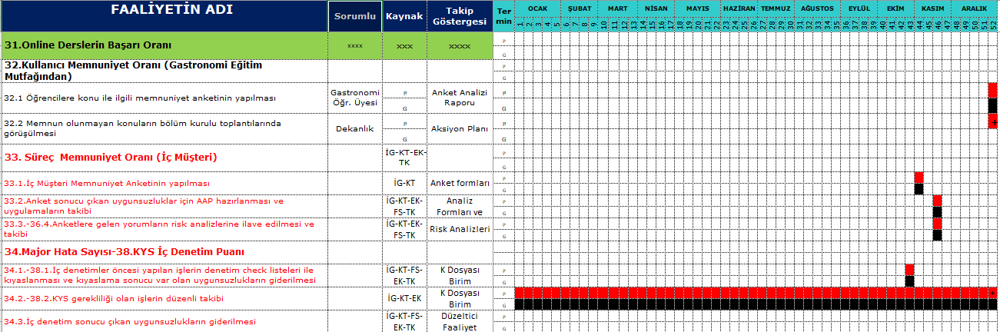 FAALİYETİN ADI
Sorumlu
Kaynak
Takip
Göstergesi
Ter
min
OCAK ŞUBAT MART NİSAN MAYIS HAZİRAN TEMMUZ AĞUSTOS EYLÜL EKİM KASIM ARALIK
1. 2. 3. 4. 5. 6. 7. 8. 9. 10. 11. 12. 13. 14. 15. 16. 17. 18. 19. 20. 21. 22. 23. 24. 25. 26. 27. 28. 29. 30. 31. 32. 33. 34. 35. 36. 37. 38. 39. 40. 41. 42. 43. 44. 45. 46. 47. 48. 49. 50. 51. 52.
31.Online Derslerin Başarı Oranı
xxxx
xxx
xxxx
P
G
32.Kullanıcı Memnuniyet Oranı (Gastronomi Eğitim
Mutfağından)
P
G
32.1 Öğrencilere konu ile ilgili memnuniyet anketinin yapılması
Gastronomi
Öğr. Üyesi
P
G
Anket Analizi
Raporu
P
G
32.2 Memnun olunmayan konuların bölüm kurulu toplantılarında
görüşülmesi
Dekanlık
P
G
Aksiyon Planı
P
G
33. Süreç Memnuniyet Oranı (İç Müşteri)
İG-KT-EK-
TK
P
G
33.1.İç Müşteri Memnuniyet Anketinin yapılması
İG-KT
Anket formları
P
G
33.2.Anket sonucu çıkan uygunsuzluklar için AAP hazırlanması ve
uygulamaların takibi
İG-KT-EK-
FS-TK
Analiz
Formları ve
P
G
33.3.-36.4.Anketlere gelen yorumların risk analizlerine ilave edilmesi ve
takibi
İG-KT-EK-
FS-TK
Risk Analizleri
P
G
34.Major Hata Sayısı-38.KYS İç Denetim Puanı
34.1.-38.1.İç denetimler öncesi yapılan işlerin denetim check listeleri ile
kıyaslanması ve kıyaslama sonucu var olan uygunsuzlukların giderilmesi
İG-KT-FS-
EK-TK
K Dosyası
Birim
P
G
34.2.-38.2.KYS gerekliliği olan işlerin düzenli takibi
İG-KT-EK
K Dosyası
Birim
P
G
34.3.İç denetim sonucu çıkan uygunsuzlukların giderilmesi
İG-KT-FS-
EK-TK
Düzeltici
Faaliyet
P
G